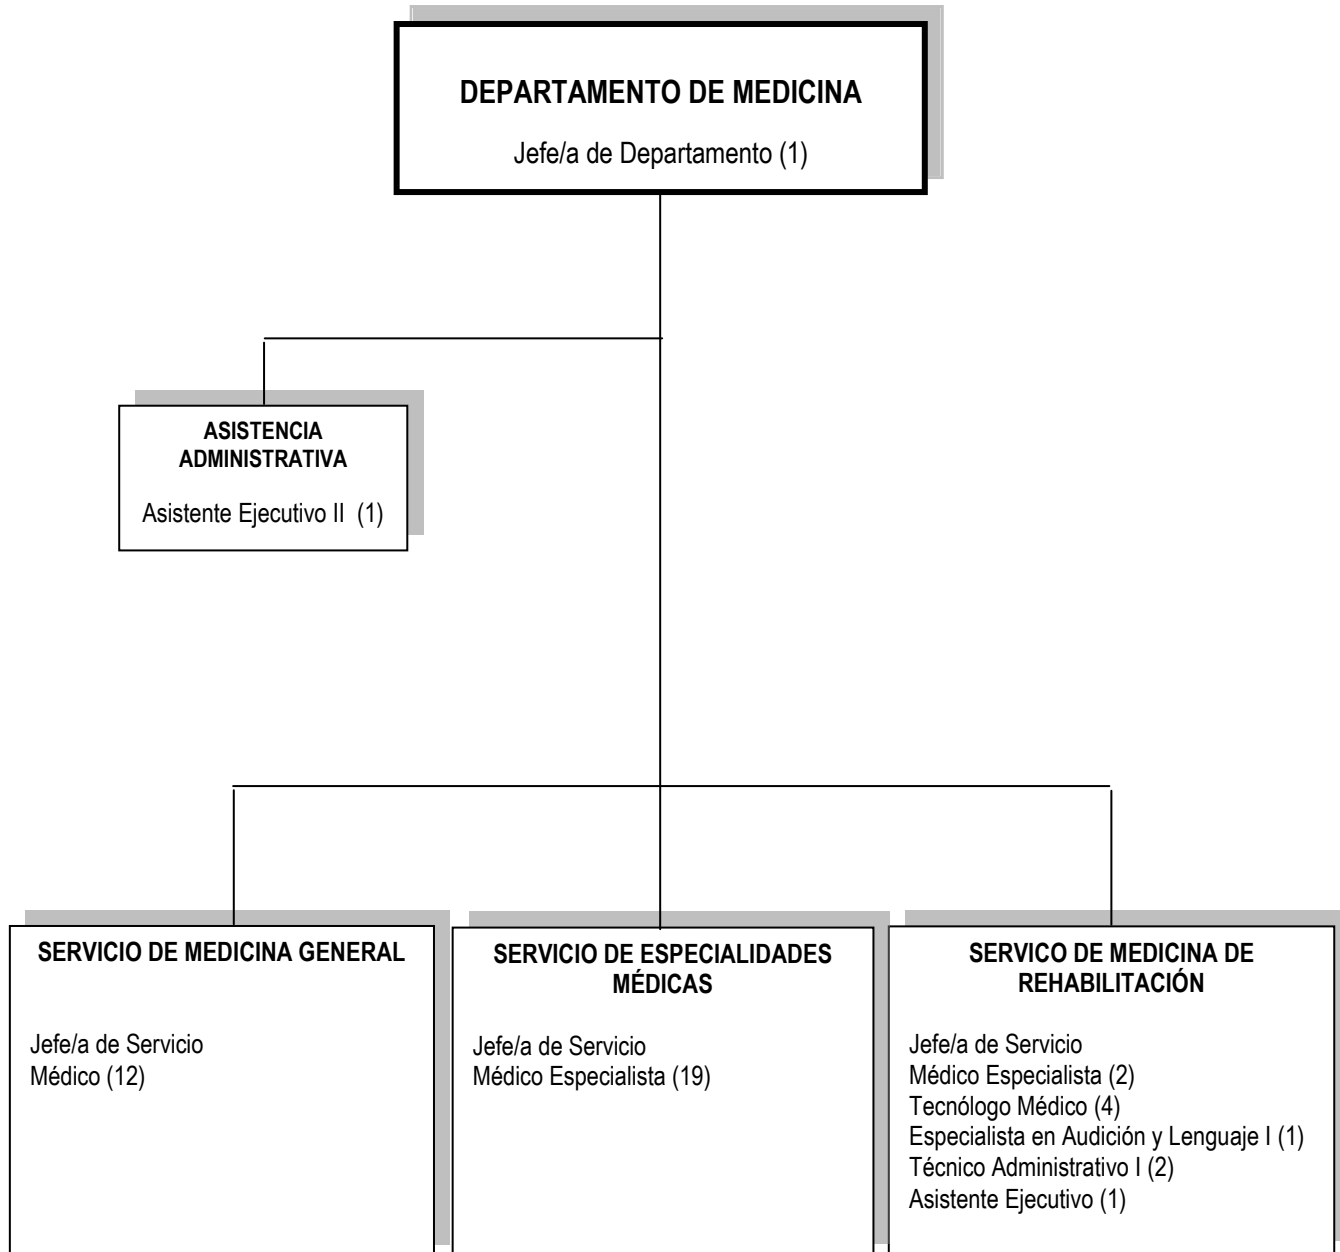 DEPARTAMENTO DE MEDICINA
Jefe/a de Departamento (1)
ASISTENCIA
ADMINISTRATIVA
Asistente Ejecutivo II (1)
SERVICIO DE MEDICINA GENERAL
Jefe/a de Servicio
Médico (12)
SERVICIO DE ESPECIALIDADES
MÉDICAS
Jefe/a de Servicio
Médico Especialista (19)
SERVICO DE MEDICINA DE
REHABILITACIÓN
Jefe/a de Servicio
Médico Especialista (2)
Tecnólogo Médico (4)
Especialista en Audición y Lenguaje I (1)
Técnico Administrativo I (2)
Asistente Ejecutivo (1)